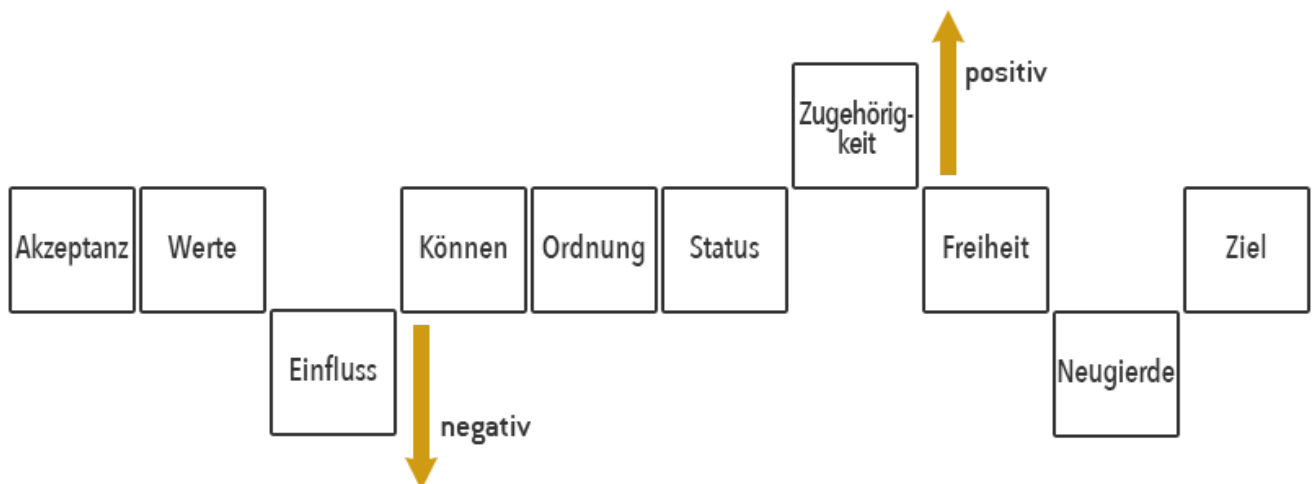 positiv
Zugehörig-
keit
Akzeptanz
Werte
Können
Ordnung
Status
Freiheit
Ziel
Einfluss
Neugierde
negativ